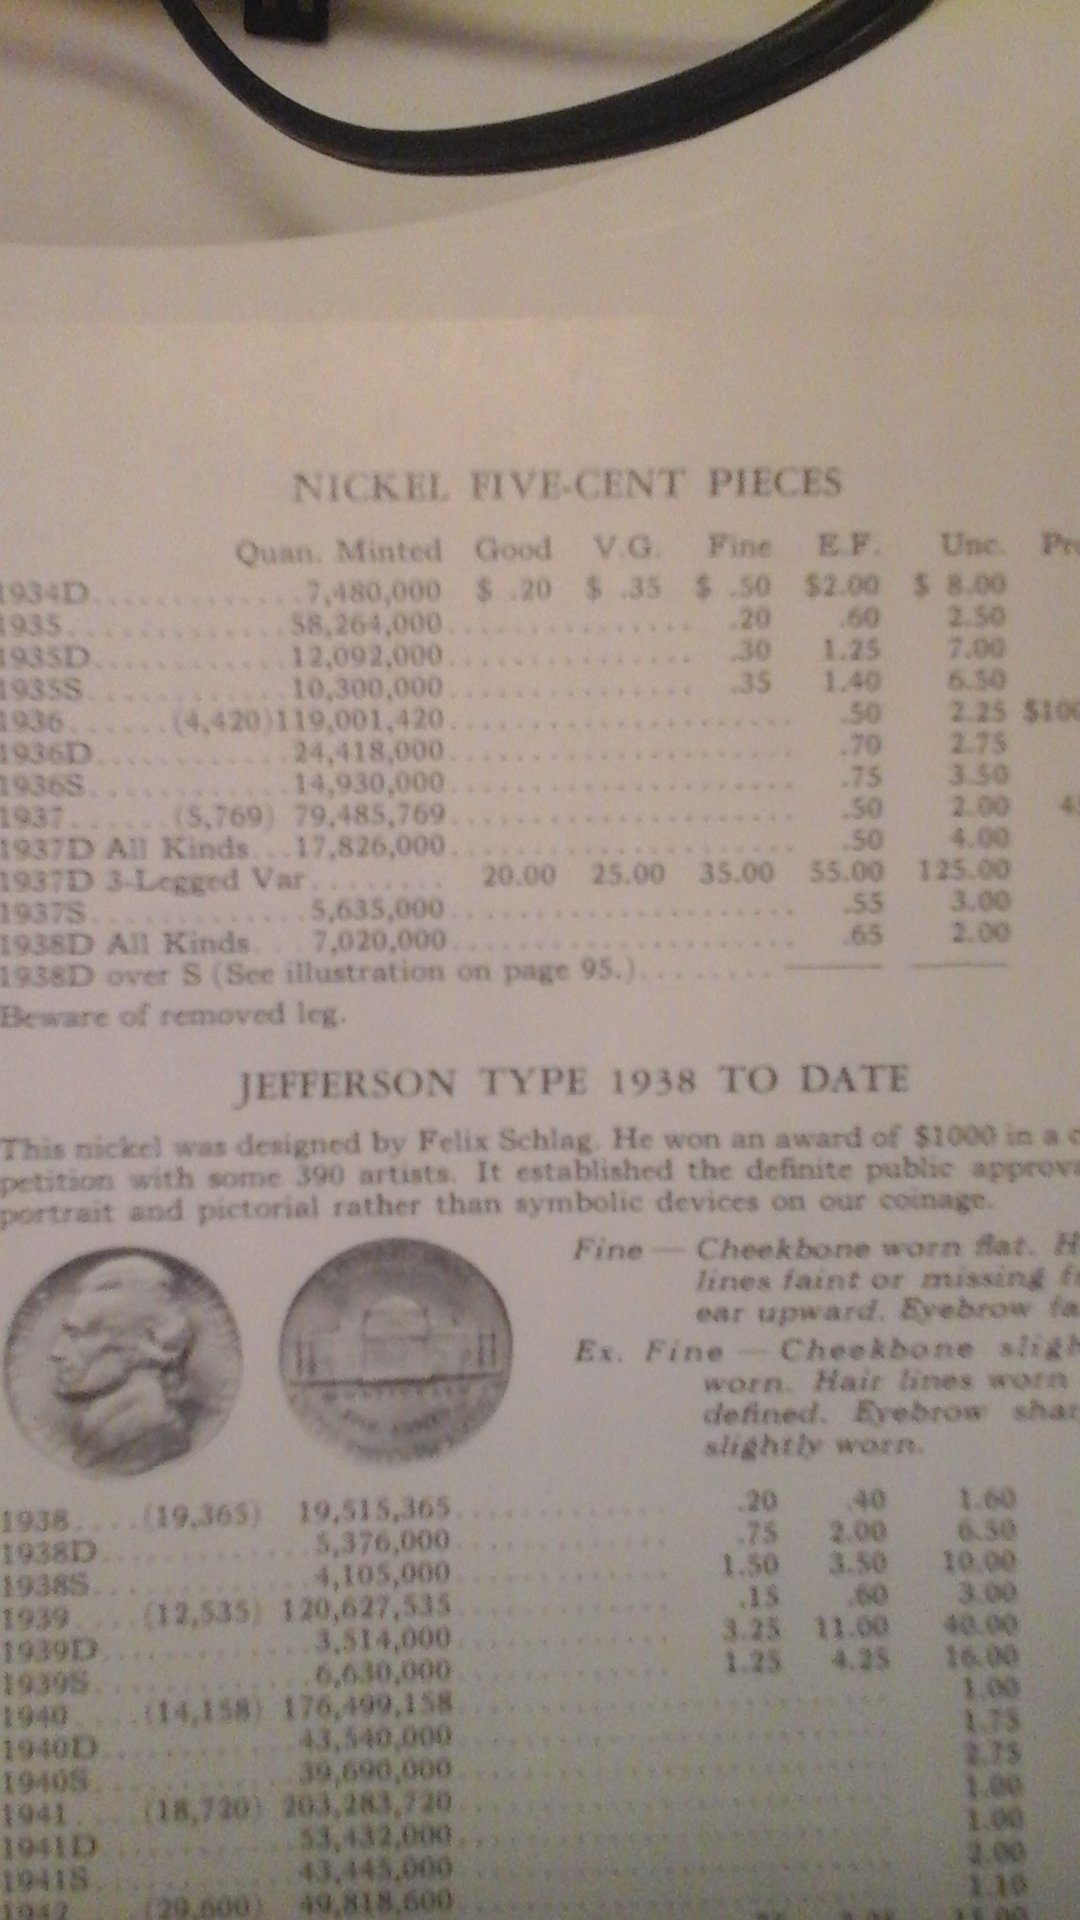 NICKEL FIVE-CENT PIECES
Quan. Minted Good V.G. Fine E.F. Unc.
1934D 7,480,000 $ .20 $ .35 $ .50 $2.00 $ 8.00
1935 58,264,000 .20 .60 2.50
1935D 12,092,000 .30 1.25 7.00
1935S 10,300,000 .35 1.40 6.50
1936 (4,420) 119,001,420 .50 2.25
1936D 24,418,000 .70 2.75
1936S 14,930,000 .75 3.50
1937 (5,769) 79,485,769 .50 2.00
1937D All Kinds 17,826,000 .50 4.00
1937D 3-Legged Var. 20.00 25.00 35.00 55.00 125.00
1937S 5,635,000 .55 3.00
1938D All Kinds 7,020,000 .65 2.00
1938D over S (See illustration on page 95.)
Beware of removed leg.
JEFFERSON TYPE 1938 TO DATE
This nickel was designed by Felix Schlag. He won an award of $1000 in a
petition with some 390 artists. It established the definite public
portrait and pictorial rather than symbolic devices on our coinage.
Fine — Cheekbone worn flat.
lines faint or missing
ear upward. Eyebrow
Ex. Fine — Cheekbone
worn. Hair lines worn
defined. Eyebrow
slightly worn.
1938 (19,365) 19,515,365 .20 .40 1.60
1938D 5,376,000 .75 2.00 6.50
1938S 4,105,000 1.50 3.50 10.00
1939 (12,535) 120,627,535 .15 .60 3.00
1939D 3,514,000 3.25 11.00 40.00
1939S 6,630,000 1.25 4.25 16.00
1940 (14,158) 176,499,158 1.00
1940D 43,540,000 1.75
1940S 39,690,000 2.75
1941 (18,720) 203,283,720 1.00
1941D 53,432,000 1.00
1941S 43,445,000 2.00
1942 (29,600) 49,818,600 1.10